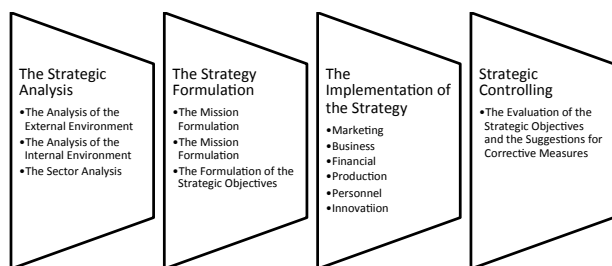 The Strategic
Analysis
•The Analysis of the
External Environment
•The Analysis of the
Internal Environment
•The Sector Analysis
The Strategy
Formulation
•The Mission
Formulation
•The Mission
Formulation
•The Formulation of the
Strategic Objectives
The
Implementation of
the Strategy
•Marketing
•Business
•Financial
•Production
•Personnel
•Innovatiion
Strategic
Controlling
•The Evaluation of the
Strategic Objectives
and the Suggestions for
Corrective Measures